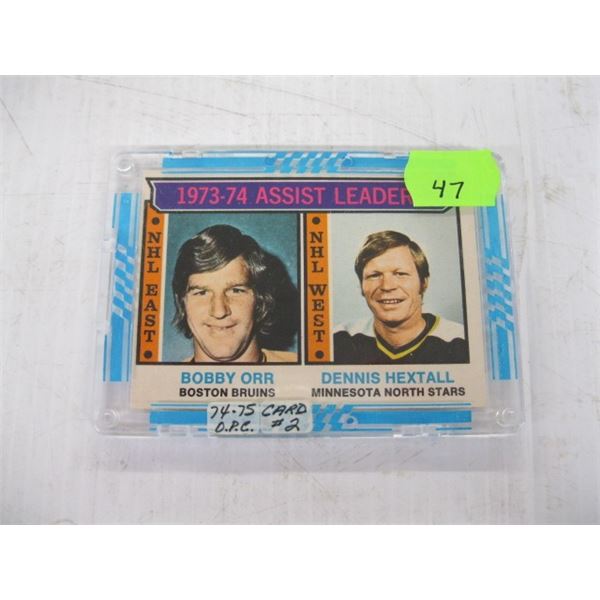 47
1973-74 ASSIST LEADER
NHL EAST
NHL WEST
BOBBY ORR
BOSTON BRUINS
DENNIS HEXTALL
MINNESOTA NORTH STARS
74-75 CARD
O.P.C. #2